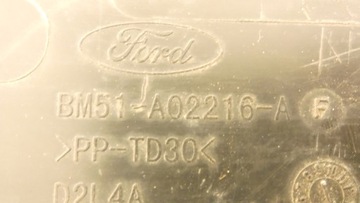 Ford
BM51-A02216-A F
>PP-TD30<
D2L4A